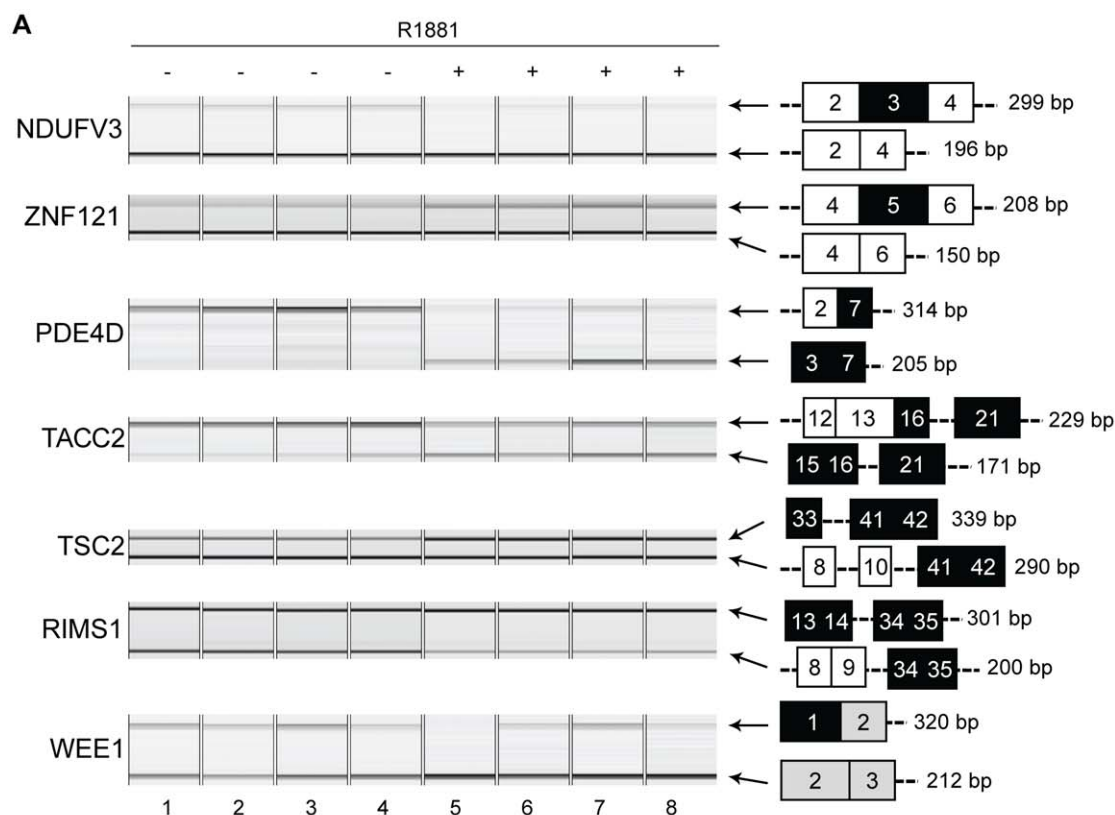 A
R1881
- - - - + + + +
NDUFV3
2 3 4 299 bp
2 4 196 bp
ZNF121
4 5 6 208 bp
4 6 150 bp
PDE4D
2 7 314 bp
3 7 205 bp
TACC2
12 13 16 21 229 bp
15 16 21 171 bp
TSC2
33 41 42 339 bp
8 10 41 42 290 bp
RIMS1
13 14 34 35 301 bp
8 9 34 35 200 bp
WEE1
1 2 320 bp
2 3 212 bp
1 2 3 4 5 6 7 8